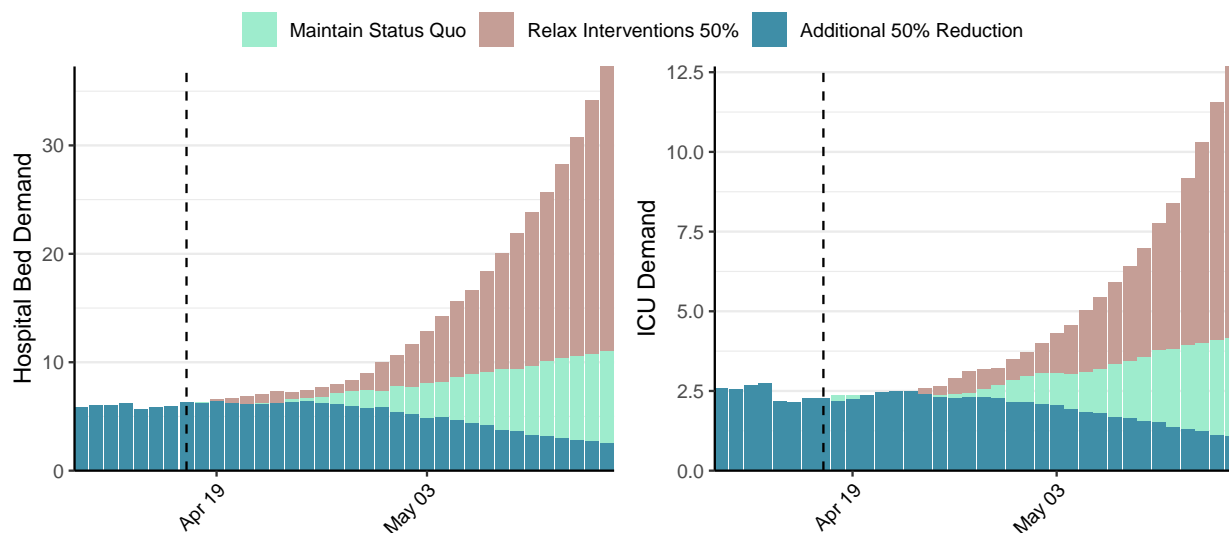 Maintain Status Quo Relax Interventions 50% Additional 50% Reduction
Hospital Bed Demand
30
20
10
0
Apr 19 May 03
ICU Demand
12.5
10.0
7.5
5.0
2.5
0.0
Apr 19 May 03